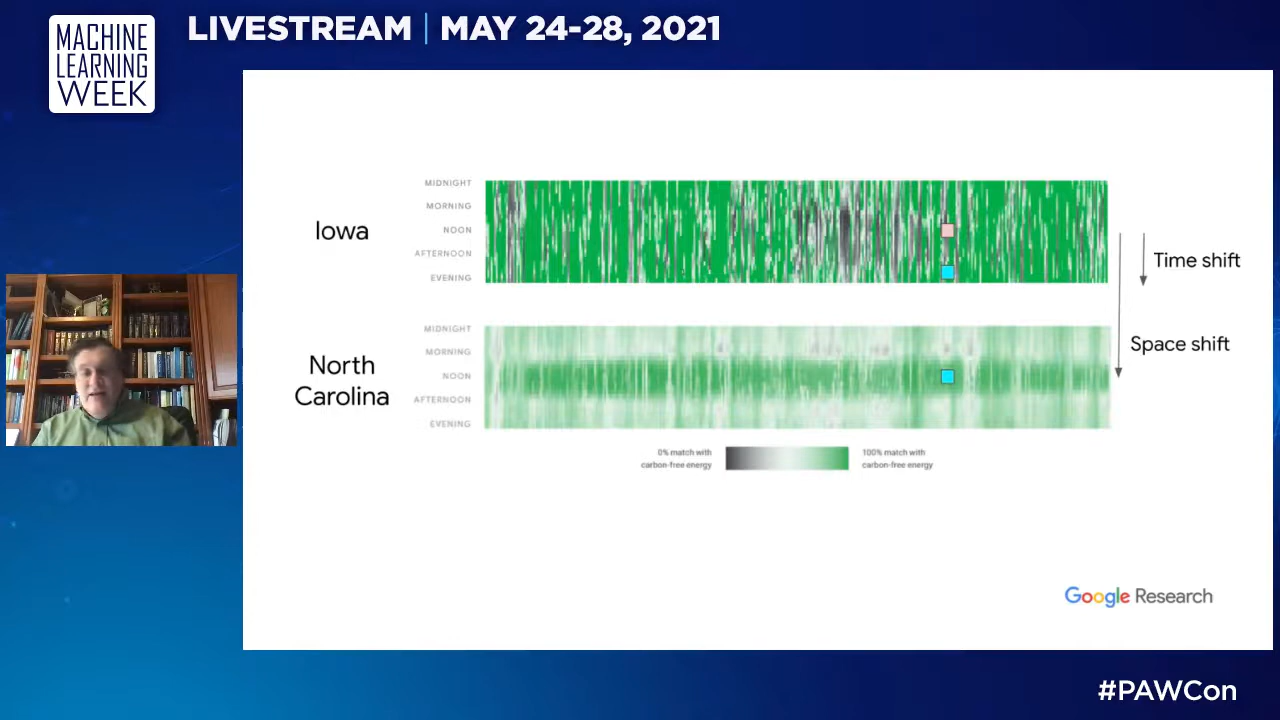 MACHINE
LEARNING
WEEK
LIVESTREAM | MAY 24-28, 2021
Iowa
MIDNIGHT
MORNING
NOON
AFTERNOON
EVENING
Time shift
North
Carolina
MIDNIGHT
MORNING
NOON
AFTERNOON
EVENING
Space shift
0% match with
carbon-free energy
100% match with
carbon-free energy
Google Research
#PAWCon